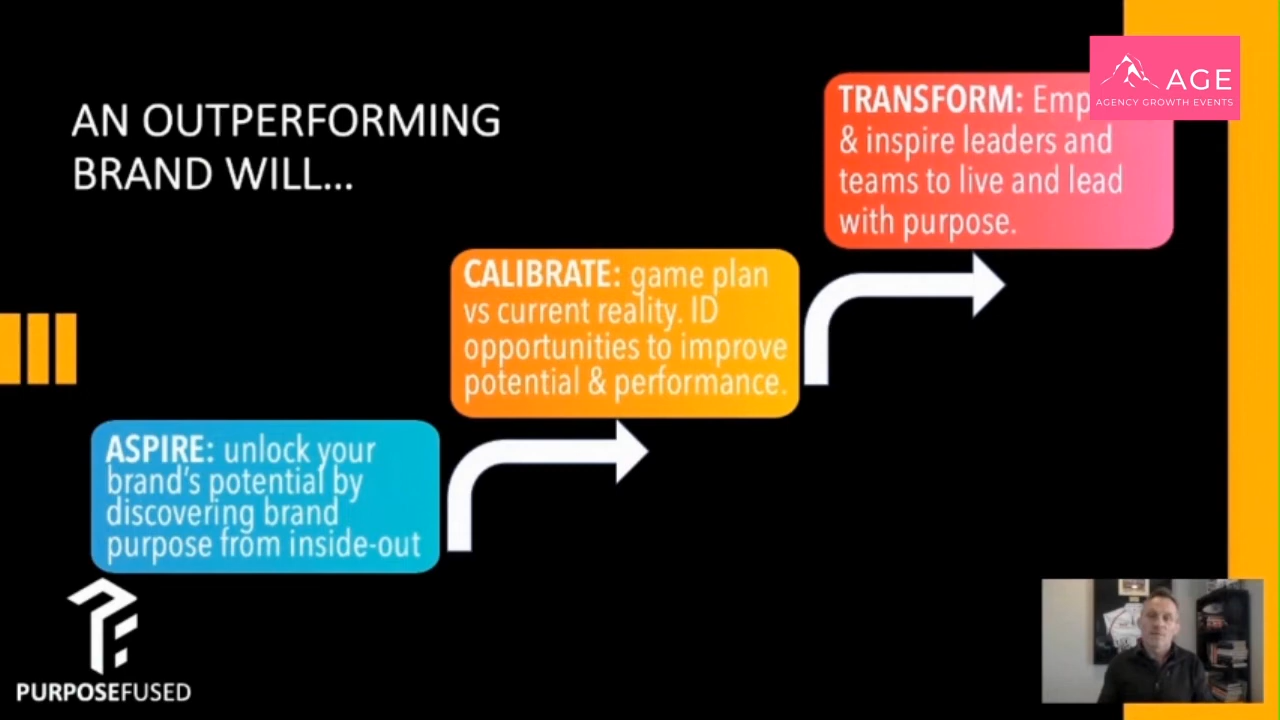 AN OUTPERFORMING
BRAND WILL...
AGE
AGENCY GROWTH EVENTS
TRANSFORM:
& inspire leaders and
teams to live and lead
with purpose.
CALIBRATE: game plan
vs current reality. ID
opportunities to improve
potential & performance.
ASPIRE: unlock your
brand's potential by
discovering brand
purpose from inside-out
PURPOSEFUSED